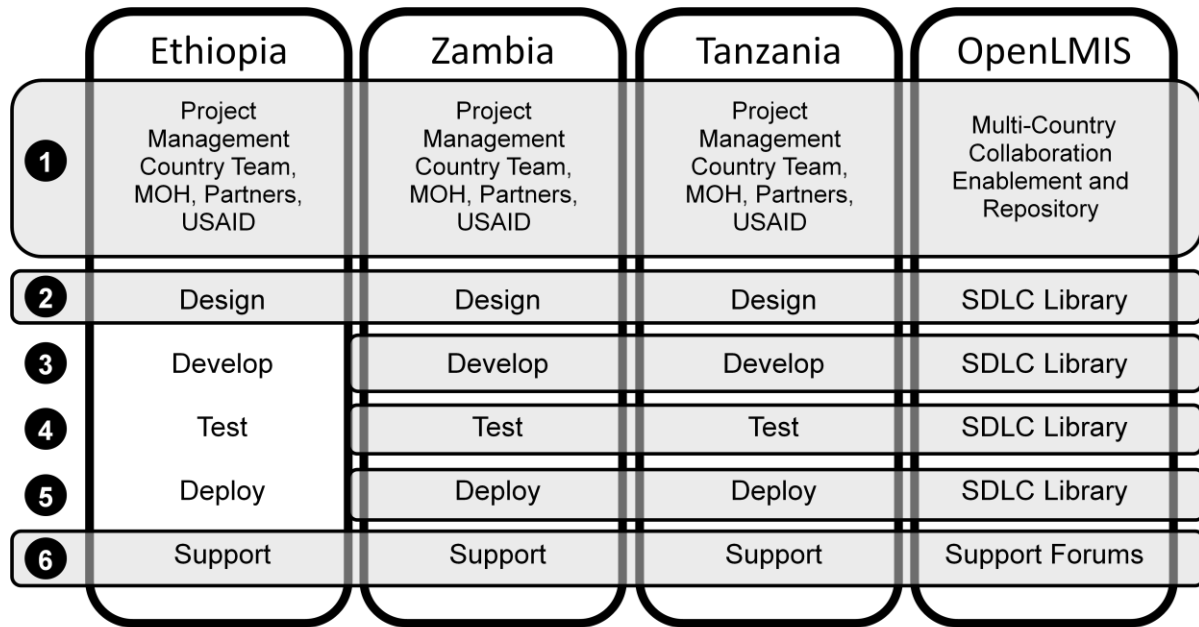 Ethiopia
Zambia
Tanzania
OpenLMIS
1
Project
Management
Country Team,
MOH, Partners,
USAID
Project
Management
Country Team,
MOH, Partners,
USAID
Project
Management
Country Team,
MOH, Partners,
USAID
Multi-Country
Collaboration
Enablement and
Repository
2
Design
Design
Design
SDLC Library
3
Develop
Develop
Develop
SDLC Library
4
Test
Test
Test
SDLC Library
5
Deploy
Deploy
Deploy
SDLC Library
6
Support
Support
Support
Support Forums